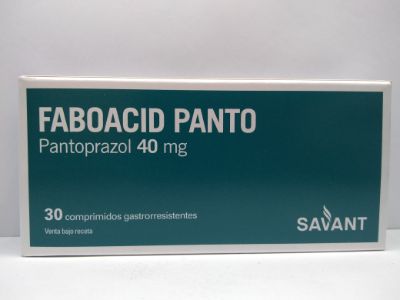 FABOACID PANTO
Pantoprazol 40 mg
30 comprimidos gastrorresistentes
Venta bajo receta
SAVANT